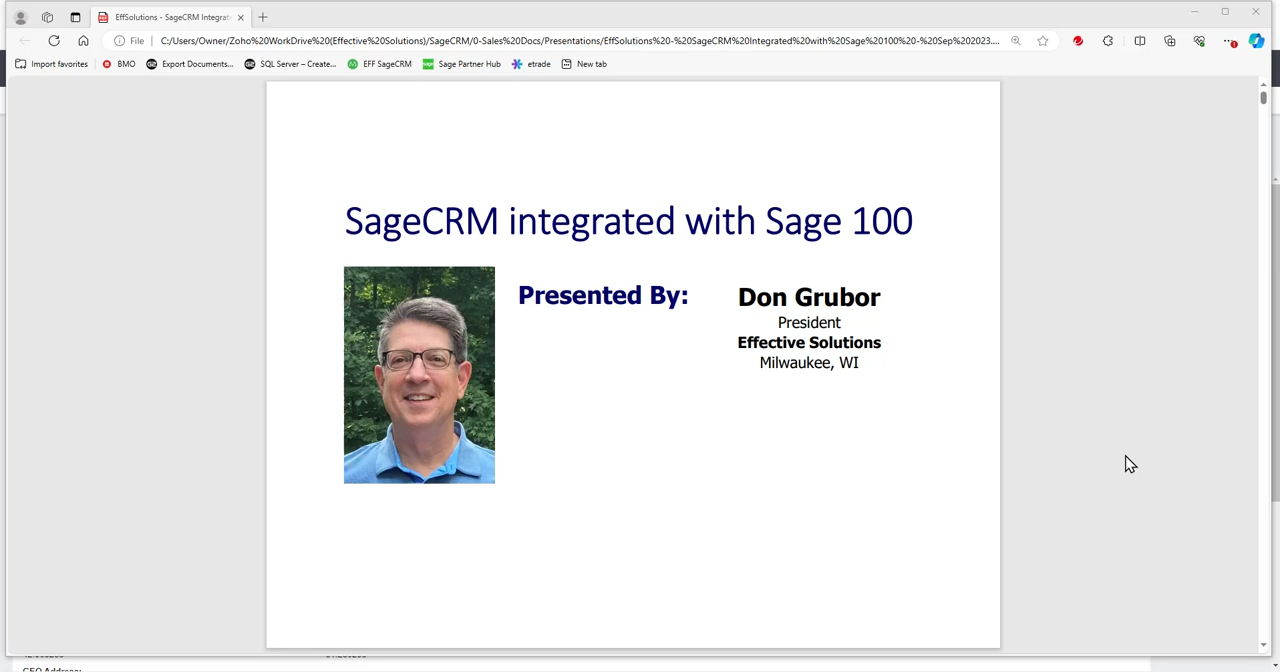 EffSolutions - SageCRM Integrat
File
C:/Users/Owner/Zoho%20WorkDrive%20(Effective%20Solutions)/SageCRM/0-Sales%20Docs/Presentations/EffSolutions%20-%20SageCRM%20Integrated%20with%20Sage%20100%20-%20Sep%202023....
Import favorites
BMO
Export Documents...
SQL Server – Create...
EFF SageCRM
Sage Partner Hub
etrade
New tab
SageCRM integrated with Sage 100
Presented By:
Don Grubor
President
Effective Solutions
Milwaukee, WI